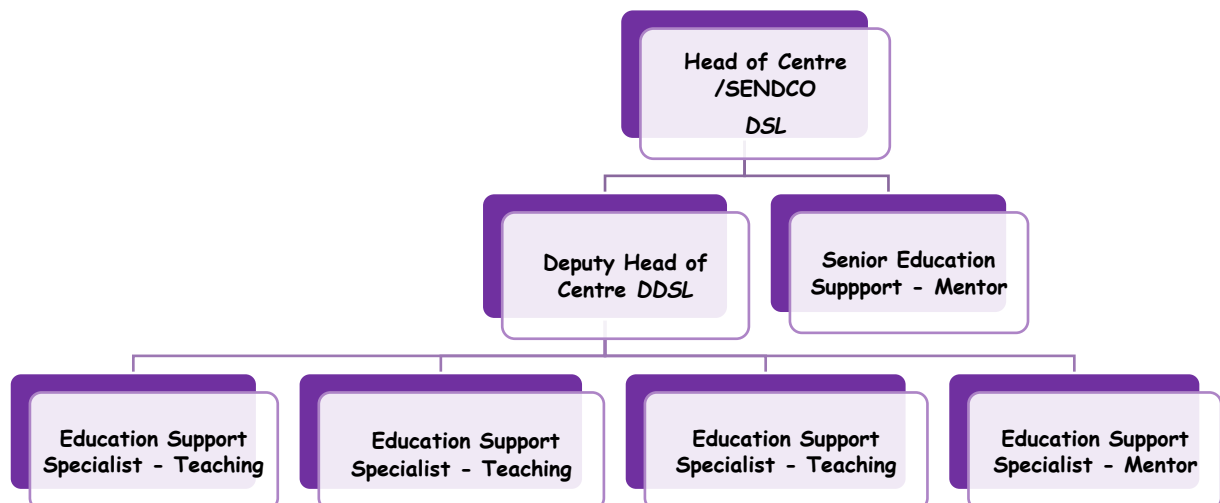 Head of Centre
/SENDCO
DSL
Deputy Head of
Centre DDSL
Senior Education
Suppport - Mentor
Education Support
Specialist - Teaching
Education Support
Specialist - Teaching
Education Support
Specialist - Teaching
Education Support
Specialist - Mentor